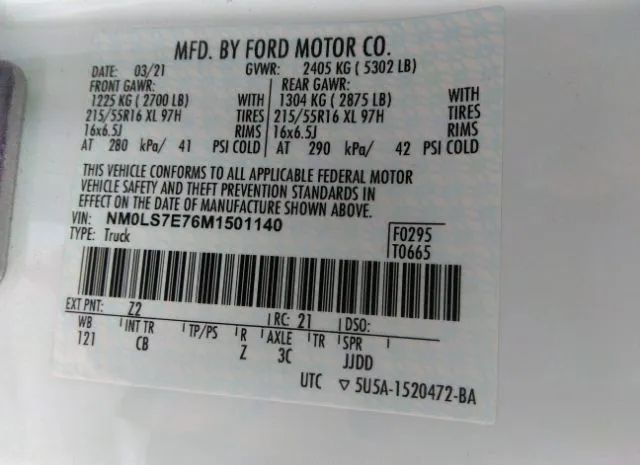 MFD. BY FORD MOTOR CO.
DATE: 03/21 GVWR: 2405 KG ( 5302 LB)
FRONT GAWR: REAR GAWR:
1225 KG ( 2700 LB) WITH 1304 KG ( 2875 LB) WITH
215/55R16 XL 97H TIRES 215/55R16 XL 97H TIRES
16x6.5J RIMS 16x6.5J RIMS
AT 280 kPa/ 41 PSI COLD AT 290 kPa/ 42 PSI COLD
THIS VEHICLE CONFORMS TO ALL APPLICABLE FEDERAL MOTOR
VEHICLE SAFETY AND THEFT PREVENTION STANDARDS IN
EFFECT ON THE DATE OF MANUFACTURE SHOWN ABOVE.
VIN: NM0LS7E76M1501140
TYPE: Truck
F0295
T0665
EXT PNT: Z2 RC: 21 DSO:
WB INT TR TP/PS R AXLE TR SPR
121 CB Z 3C JJDD
UTC ▽ 5U5A-1520472-BA